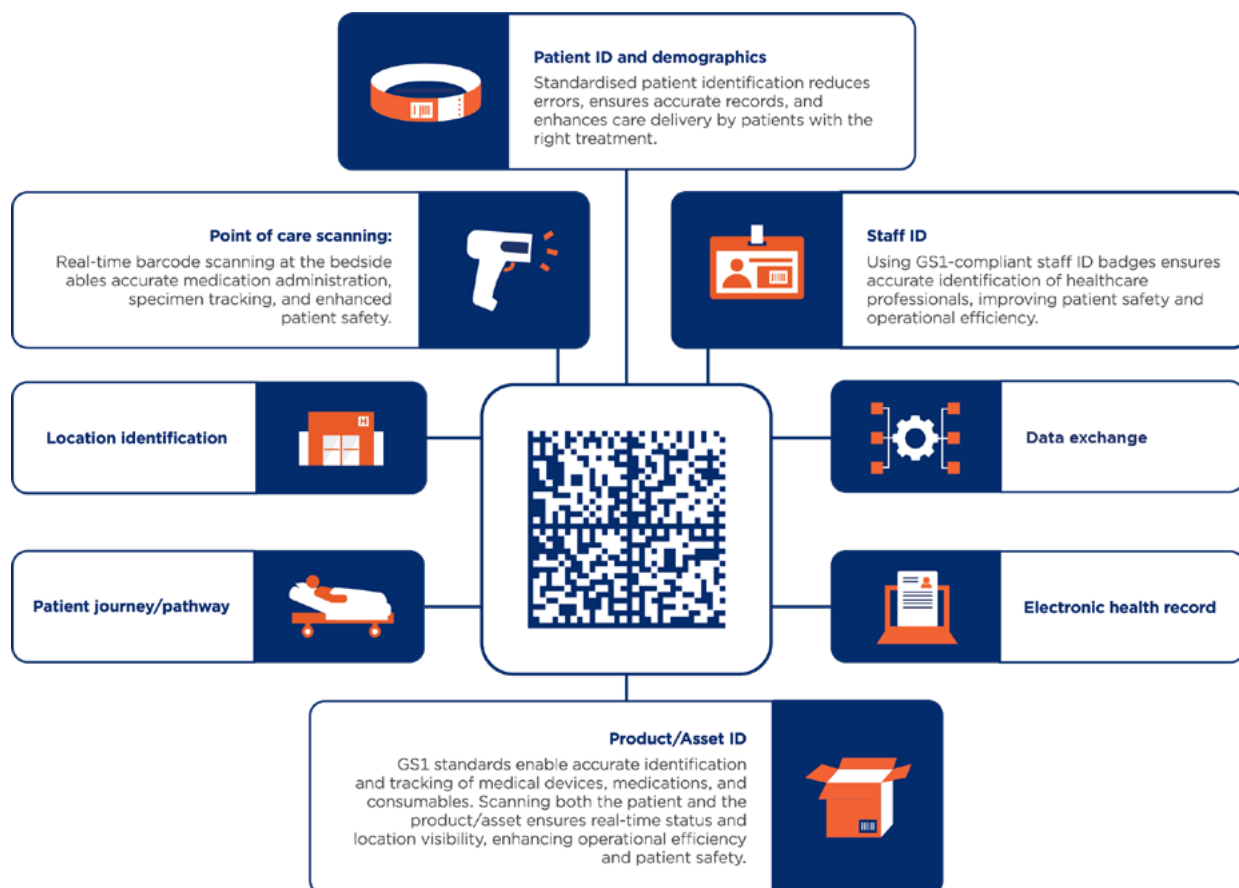 Patient ID and demographics
Standardised patient identification reduces
errors, ensures accurate records, and
enhances care delivery by patients with the
right treatment.
Point of care scanning:
Real-time barcode scanning at the bedside
ables accurate medication administration,
specimen tracking, and enhanced
patient safety.
Staff ID
Using GS1-compliant staff ID badges ensures
accurate identification of healthcare
professionals, improving patient safety and
operational efficiency.
Location identification
H
Data exchange
Patient journey/pathway
Electronic health record
Product/Asset ID
GS1 standards enable accurate identification
and tracking of medical devices, medications, and
consumables. Scanning both the patient and the
product/asset ensures real-time status and
location visibility, enhancing operational efficiency
and patient safety.